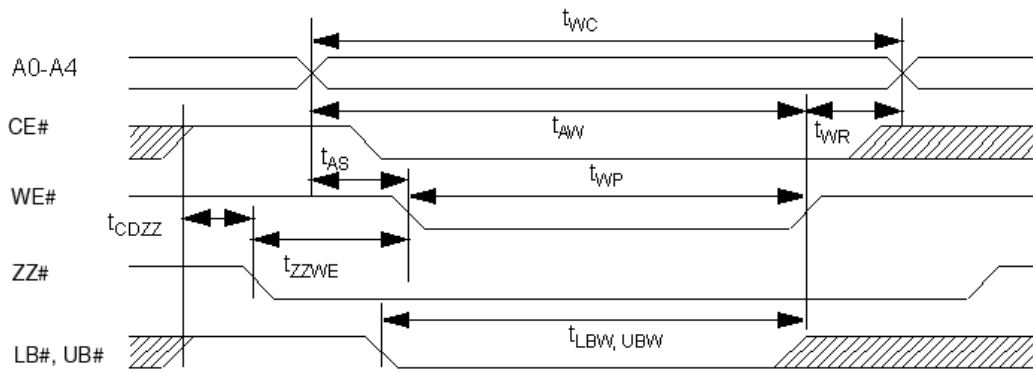 tWC
A0-A4
CE#
tAW
tWR
tAS
tWP
WE#
tCDZZ
tZZWE
ZZ#
tLBW, UBW
LB#, UB#